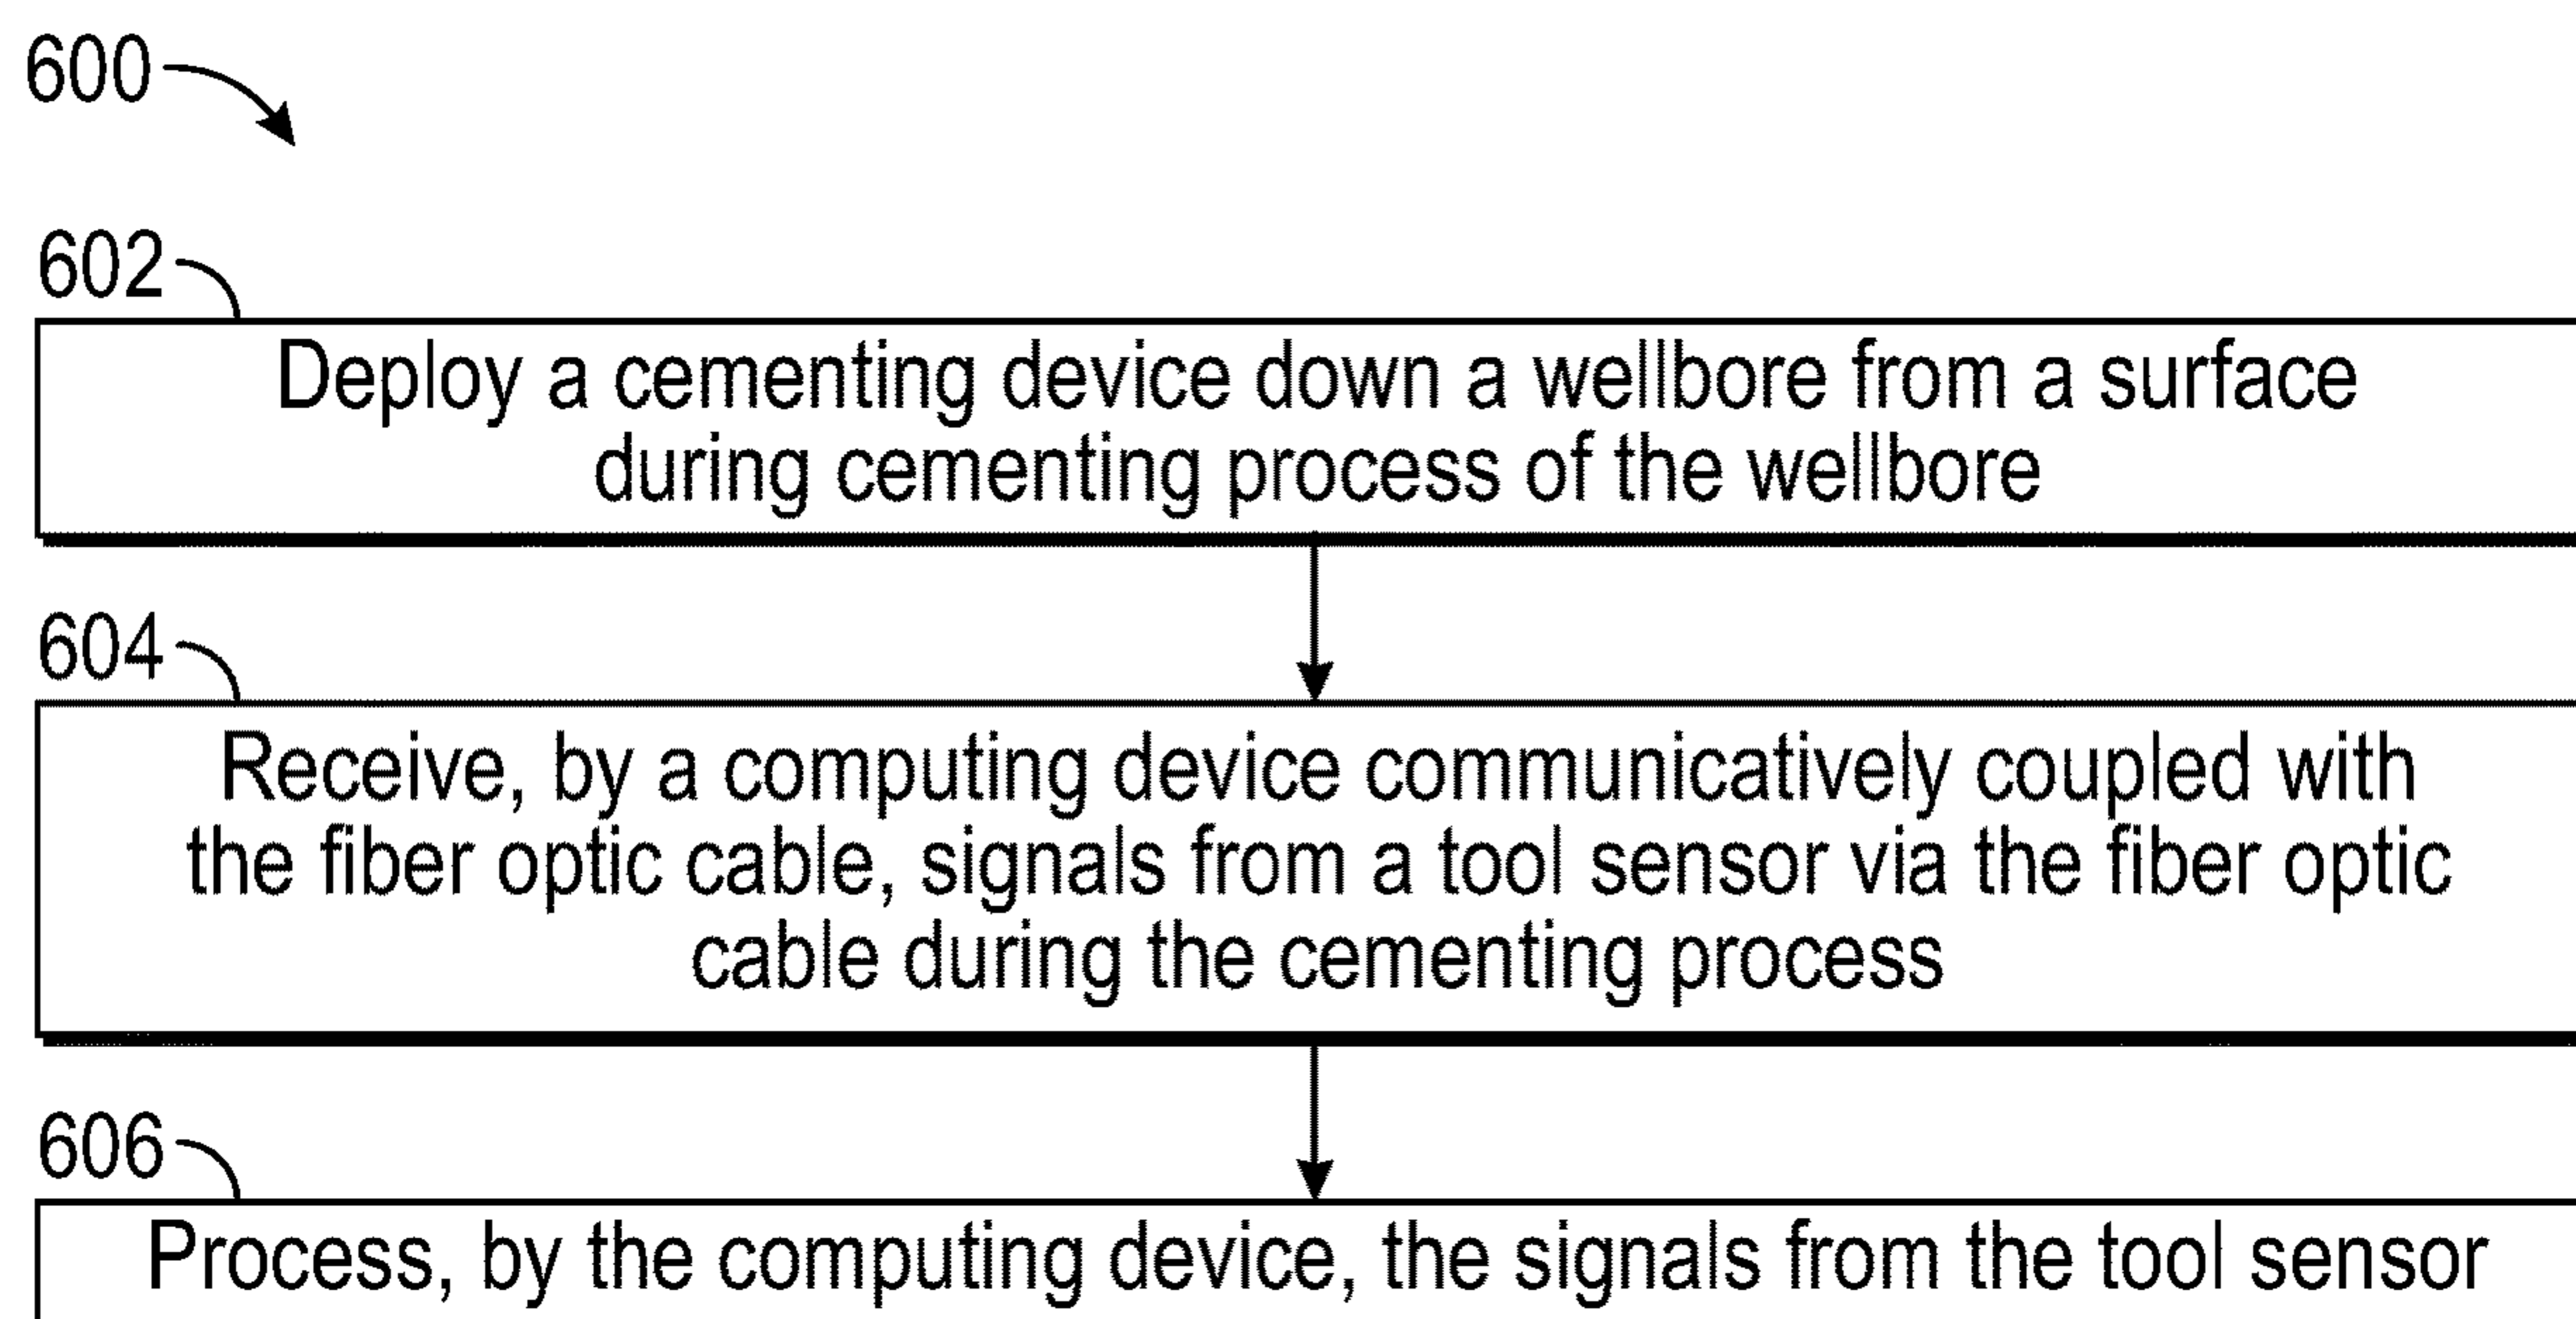 600
602
Deploy a cementing device down a wellbore from a surface
during cementing process of the wellbore
604
Receive, by a computing device communicatively coupled with
the fiber optic cable, signals from a tool sensor via the fiber optic
cable during the cementing process
606
Process, by the computing device, the signals from the tool sensor